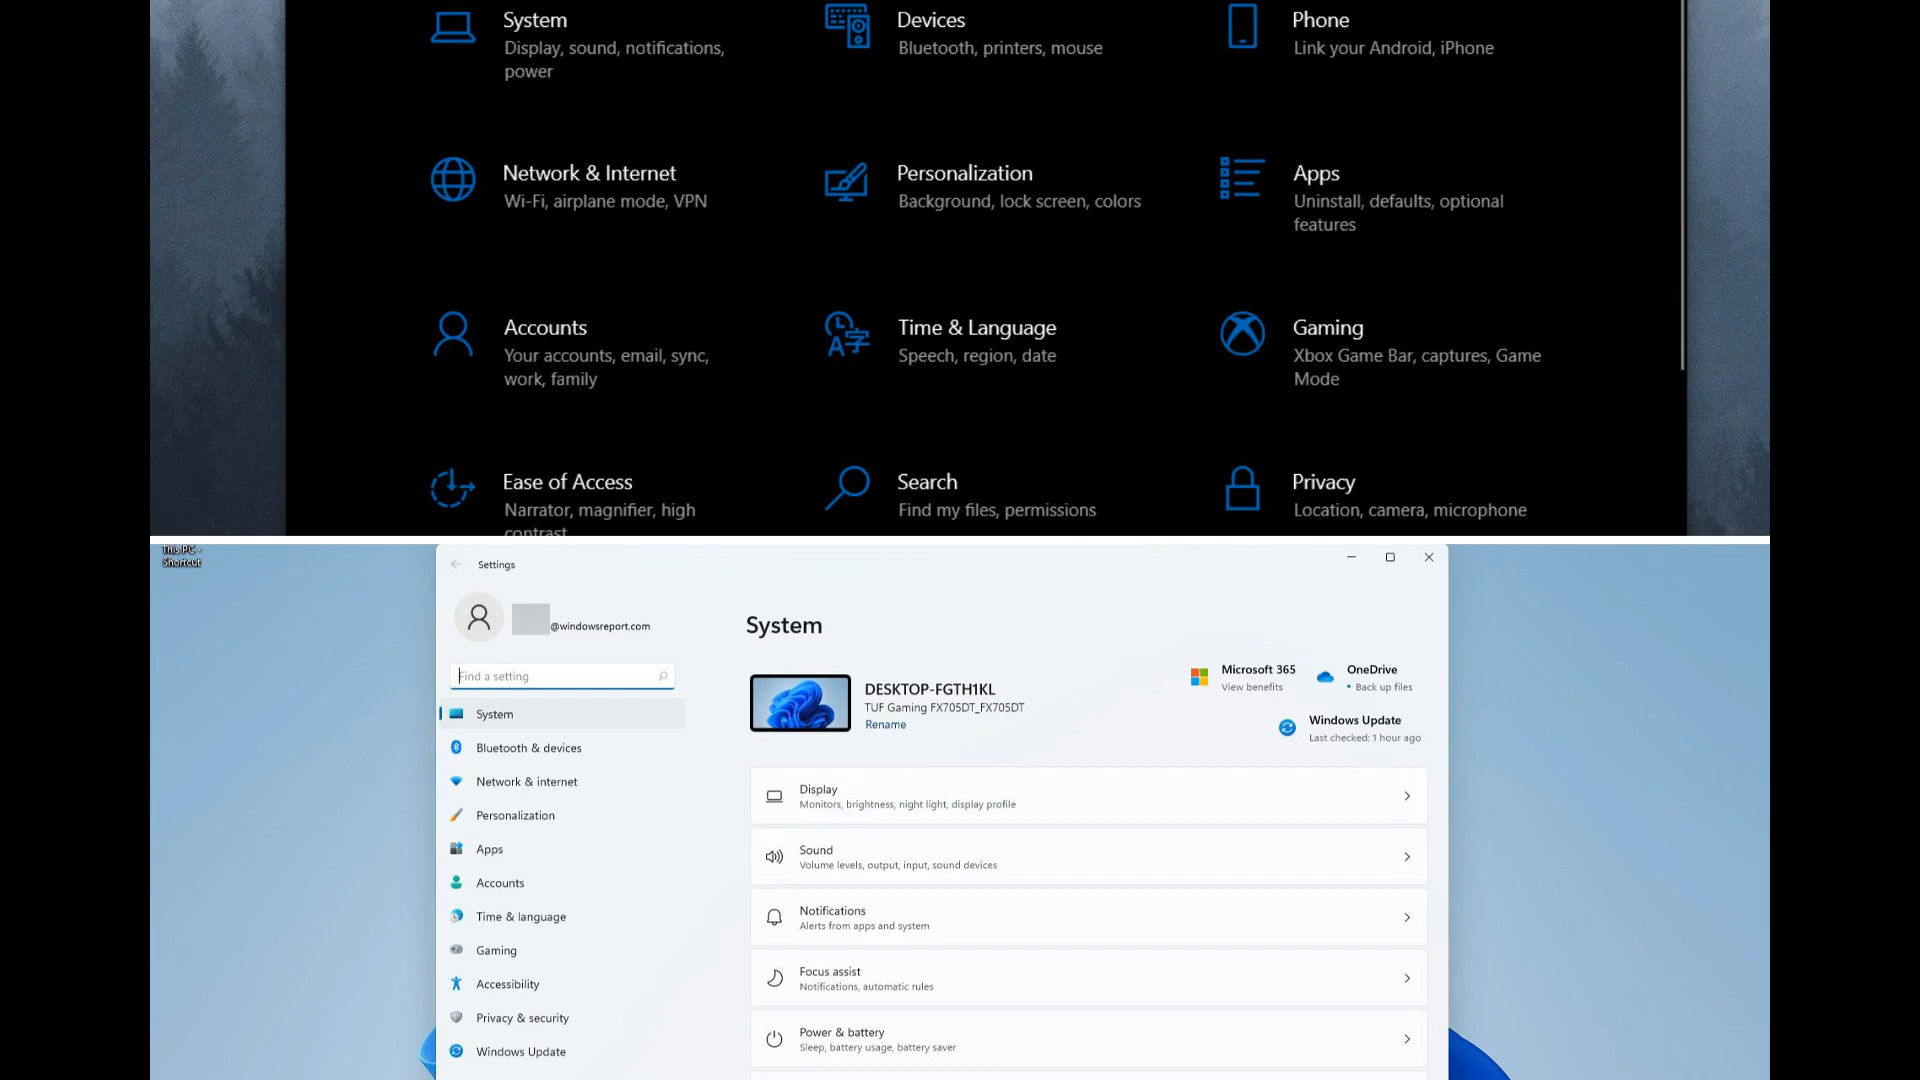 System
Display, sound, notifications,
power
Devices
Bluetooth, printers, mouse
Phone
Link your Android, iPhone
Network & Internet
Wi-Fi, airplane mode, VPN
Personalization
Background, lock screen, colors
Apps
Uninstall, defaults, optional
features
Accounts
Your accounts, email, sync,
work, family
Time & Language
Speech, region, date
Gaming
Xbox Game Bar, captures, Game
Mode
Ease of Access
Narrator, magnifier, high
contrast
Search
Find my files, permissions
Privacy
Location, camera, microphone
This PC -
Shortcut
Settings
@windowsreport.com
Find a setting
System
Bluetooth & devices
Network & internet
Personalization
Apps
Accounts
Time & language
Gaming
Accessibility
Privacy & security
Windows Update
System
DESKTOP-FGTH1KL
TUF Gaming FX705DT_FX705DT
Rename
Microsoft 365
View benefits
OneDrive
• Back up files
Windows Update
Last checked: 1 hour ago
Display
Monitors, brightness, night light, display profile
Sound
Volume levels, output, input, sound devices
Notifications
Alerts from apps and system
Focus assist
Notifications, automatic rules
Power & battery
Sleep, battery usage, battery saver